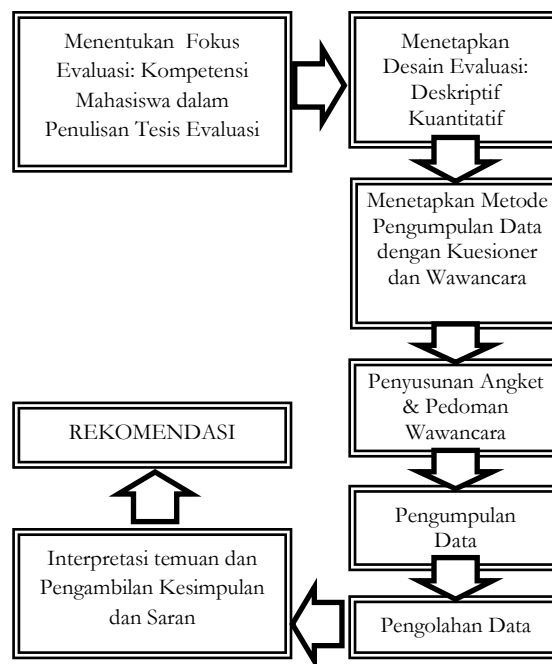 Menentukan Fokus
Evaluasi: Kompetensi
Mahasiswa dalam
Penulisan Tesis Evaluasi
Menetapkan
Desain Evaluasi:
Deskriptif
Kuantitatif
Menetapkan Metode
Pengumpulan Data
dengan Kuesioner
dan Wawancara
Penyusunan Angket
& Pedoman
Wawancara
Pengumpulan
Data
Pengolahan Data
Interpretasi temuan dan
Pengambilan Kesimpulan
dan Saran
REKOMENDASI